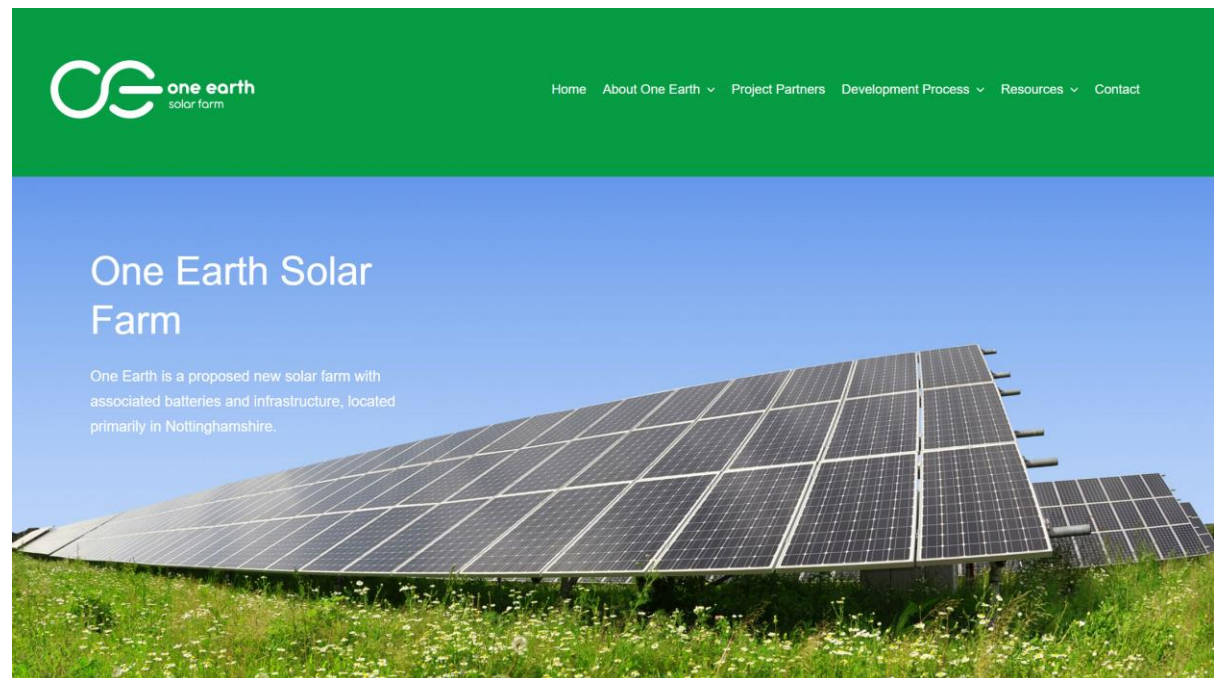 one earth
solar farm
Home About One Earth Project Partners Development Process Resources Contact
One Earth Solar
Farm
One Earth is a proposed new solar farm with
associated batteries and infrastructure, located
primarily in Nottinghamshire.